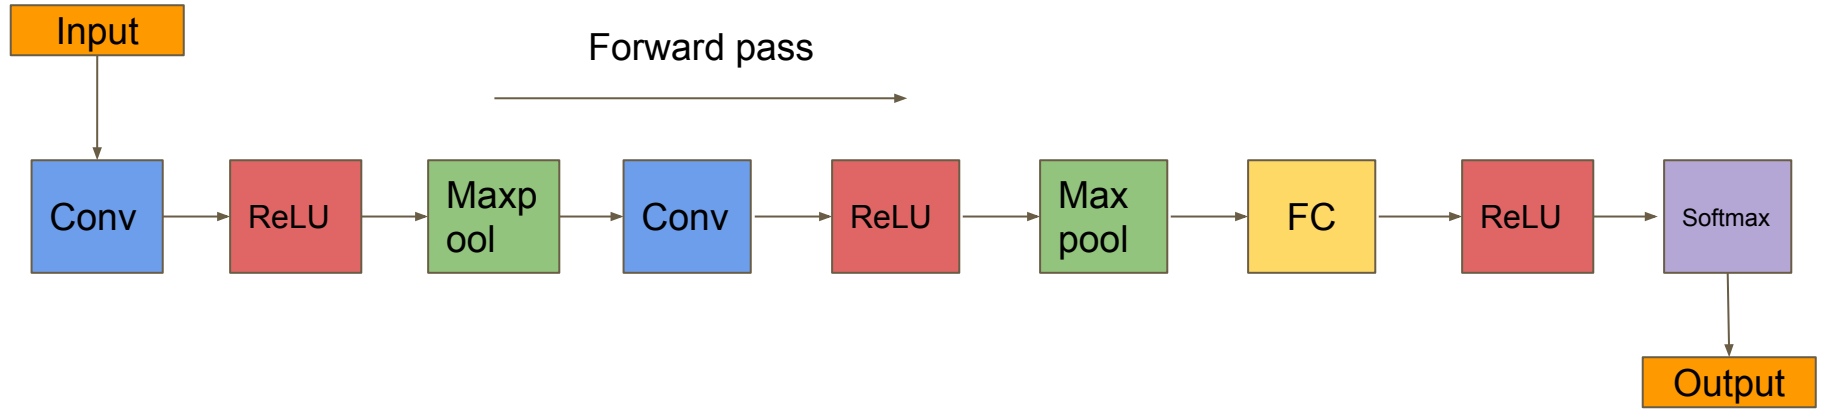 Input
Forward pass
Conv
ReLU
Maxp
ool
Conv
ReLU
Max
pool
FC
ReLU
Softmax
Output